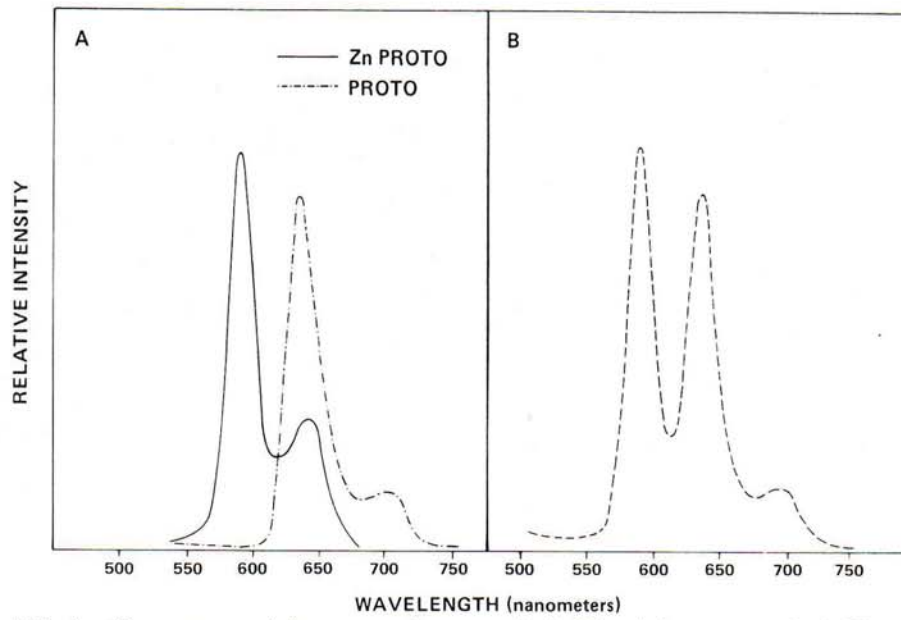 A
Zn PROTO
PROTO
B
RELATIVE INTENSITY
500 550 600 650 700 750
500 550 600 650 700 750
WAVELENGTH (nanometers)